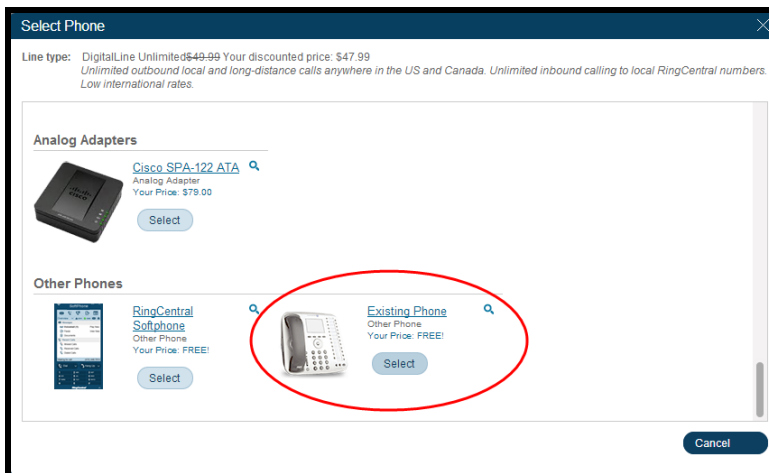 Select Phone
Line type: DigitalLine Unlimited$49.99 Your discounted price: $47.99
Unlimited outbound local and long-distance calls anywhere in the US and Canada. Unlimited inbound calling to local RingCentral numbers.
Low international rates.
Analog Adapters
Cisco SPA-122 ATA
Analog Adapter
Your Price: $79.00
Select
Other Phones
RingCentral
Softphone
Other Phone
Your Price: FREE!
Select
Existing Phone
Other Phone
Your Price: FREE!
Select
Cancel